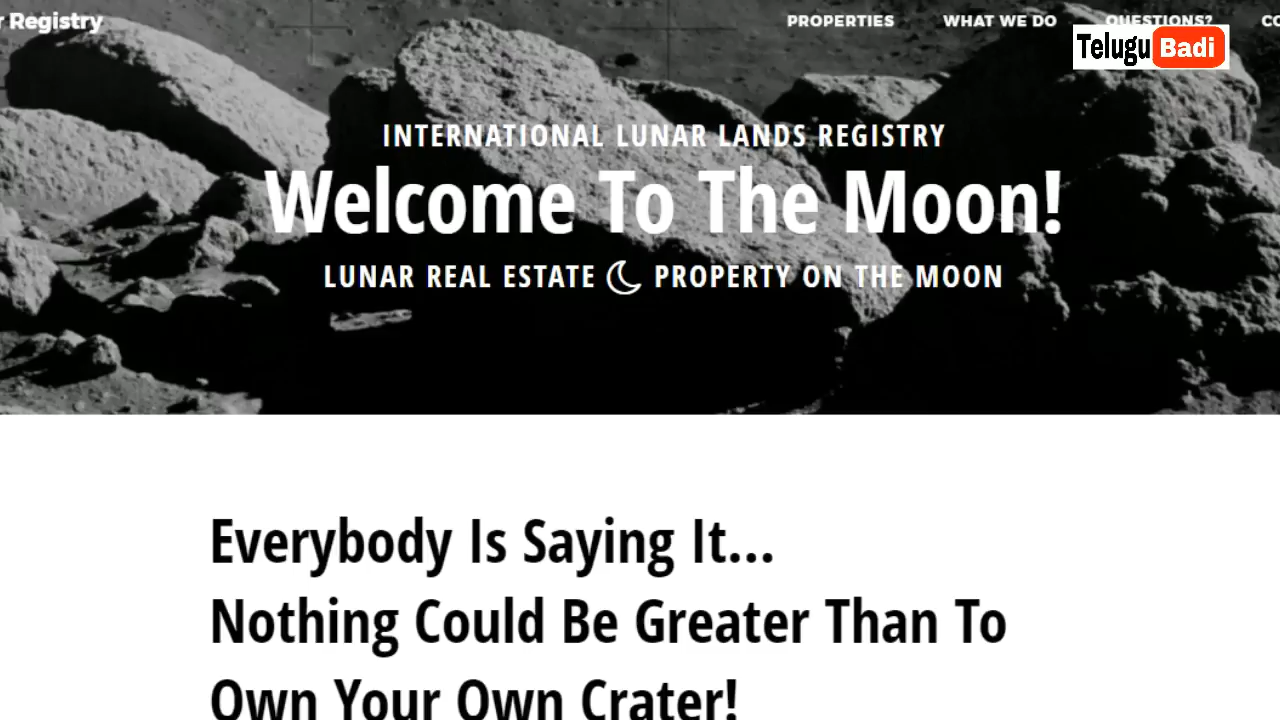 r Registry
PROPERTIES WHAT WE DO QUESTIONS?
Telugu Badi
INTERNATIONAL LUNAR LANDS REGISTRY
Welcome To The Moon!
LUNAR REAL ESTATE PROPERTY ON THE MOON
Everybody Is Saying It...
Nothing Could Be Greater Than To
Own Your Own Crater!